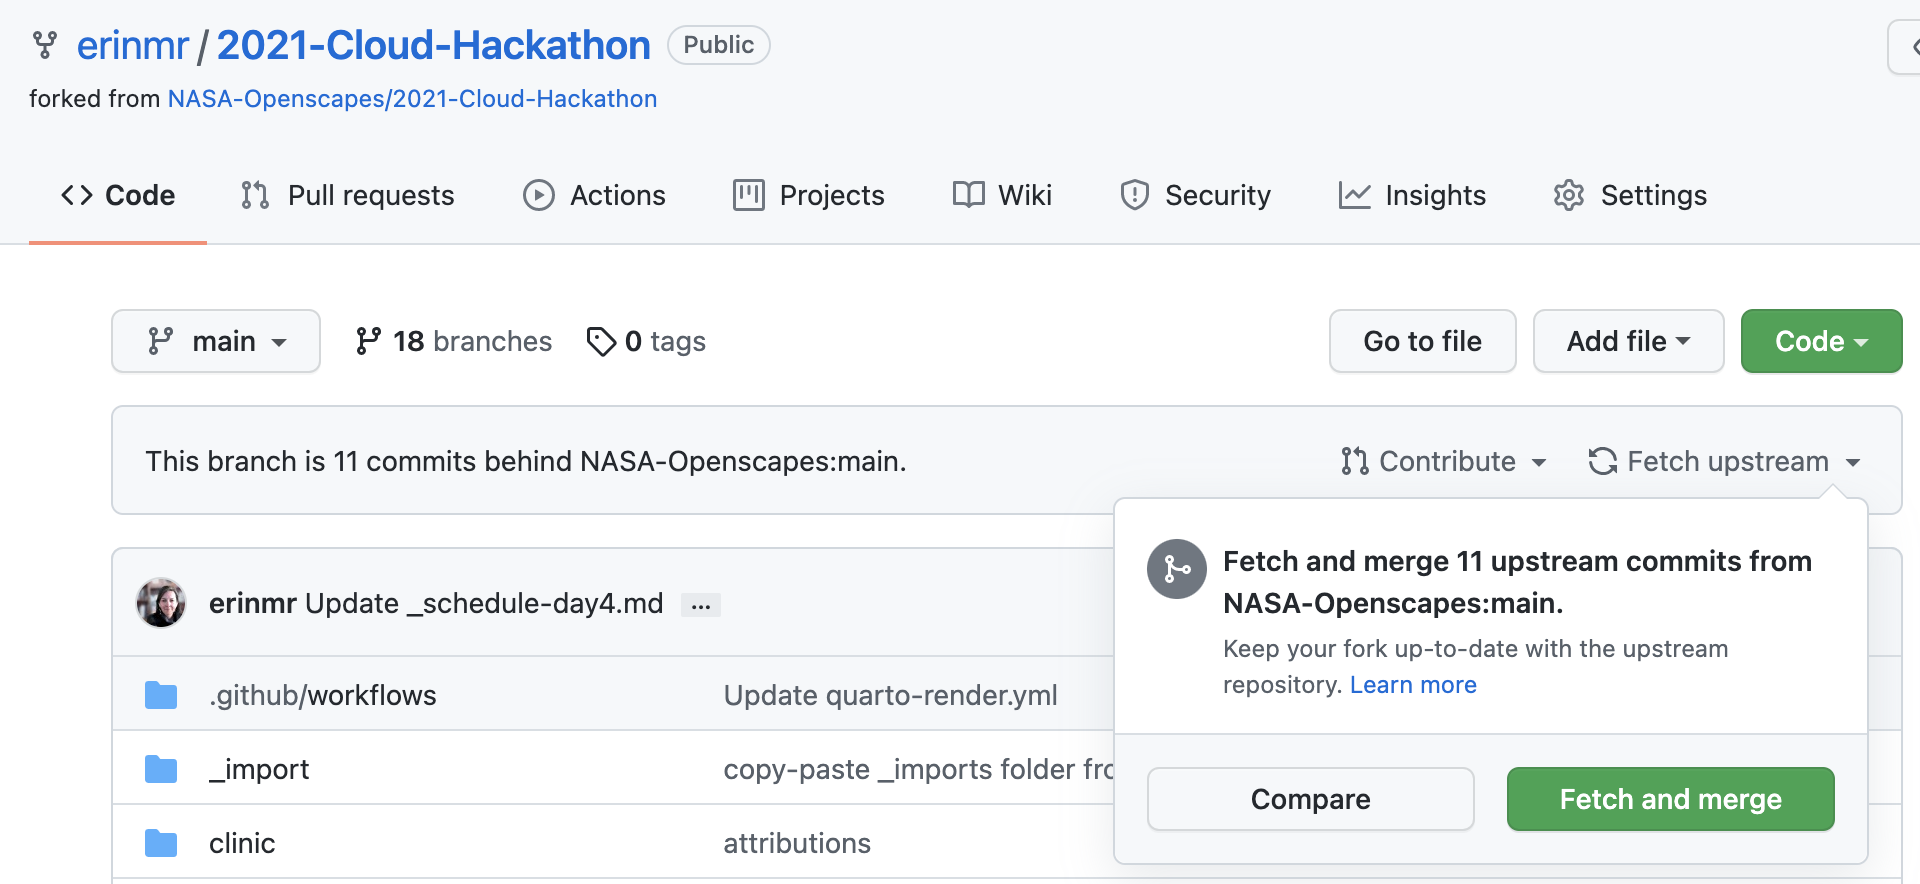 erinmr / 2021-Cloud-Hackathon Public
forked from NASA-Openscapes/2021-Cloud-Hackathon
Code Pull requests Actions Projects Wiki Security Insights Settings
main 18 branches 0 tags Go to file Add file Code
This branch is 11 commits behind NASA-Openscapes:main. Contribute Fetch upstream
Fetch and merge 11 upstream commits from
NASA-Openscapes:main.
Keep your fork up-to-date with the upstream
repository. Learn more
Compare Fetch and merge
erinmr Update _schedule-day4.md ...
.github/workflows Update quarto-render.yml
_import copy-paste _imports folder
clinic attributions